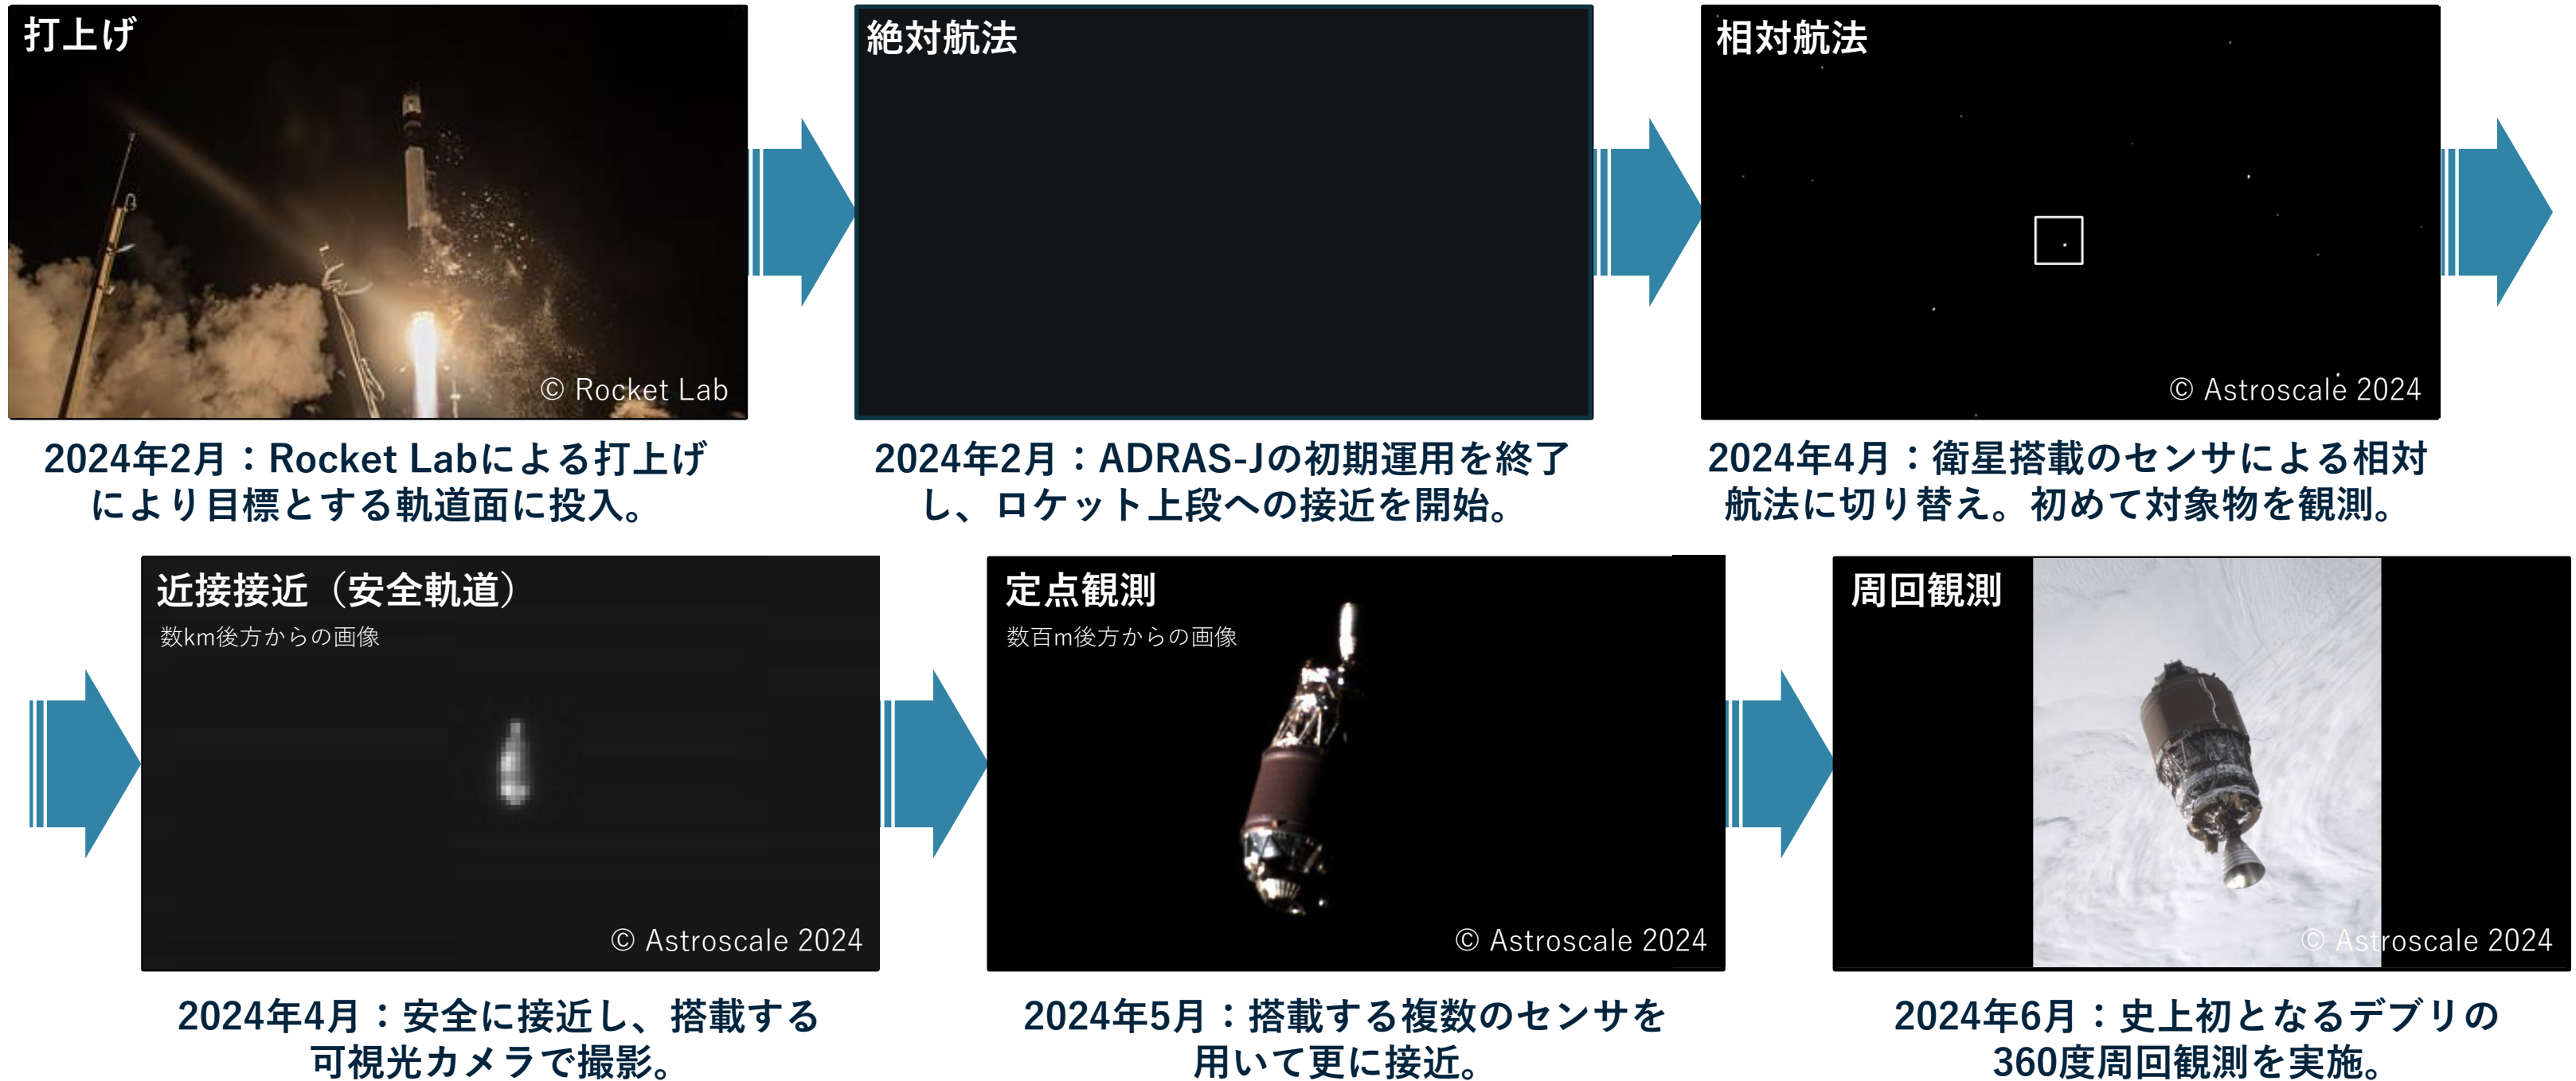 打上げ
© Rocket Lab
2024年2月：Rocket Labによる打上げ
により目標とする軌道面に投入。
絶対航法
2024年2月：ADRAS-Jの初期運用を終了
し、ロケット上段への接近を開始。
相対航法
© Astroscale 2024
2024年4月：衛星搭載のセンサによる相対
航法に切り替え。初めて対象物を観測。
近接接近（安全軌道）
数km後方からの画像
© Astroscale 2024
2024年4月：安全に接近し、搭載する
可視光カメラで撮影。
定点観測
数百m後方からの画像
© Astroscale 2024
2024年5月：搭載する複数のセンサを
用いて更に接近。
周回観測
© Astroscale 2024
2024年6月：史上初となるデブリの
360度周回観測を実施。